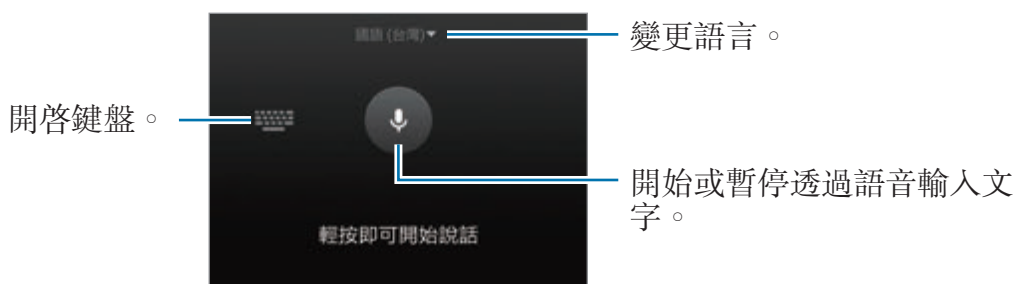 國語 (台灣)
變更語言。
開啓鍵盤。
開始或暫停透過語音輸入文
字。
輕按即可開始說話